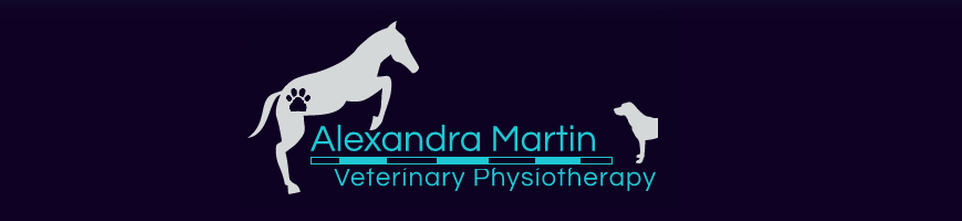 Alexandra Martin
Veterinary Physiotherapy